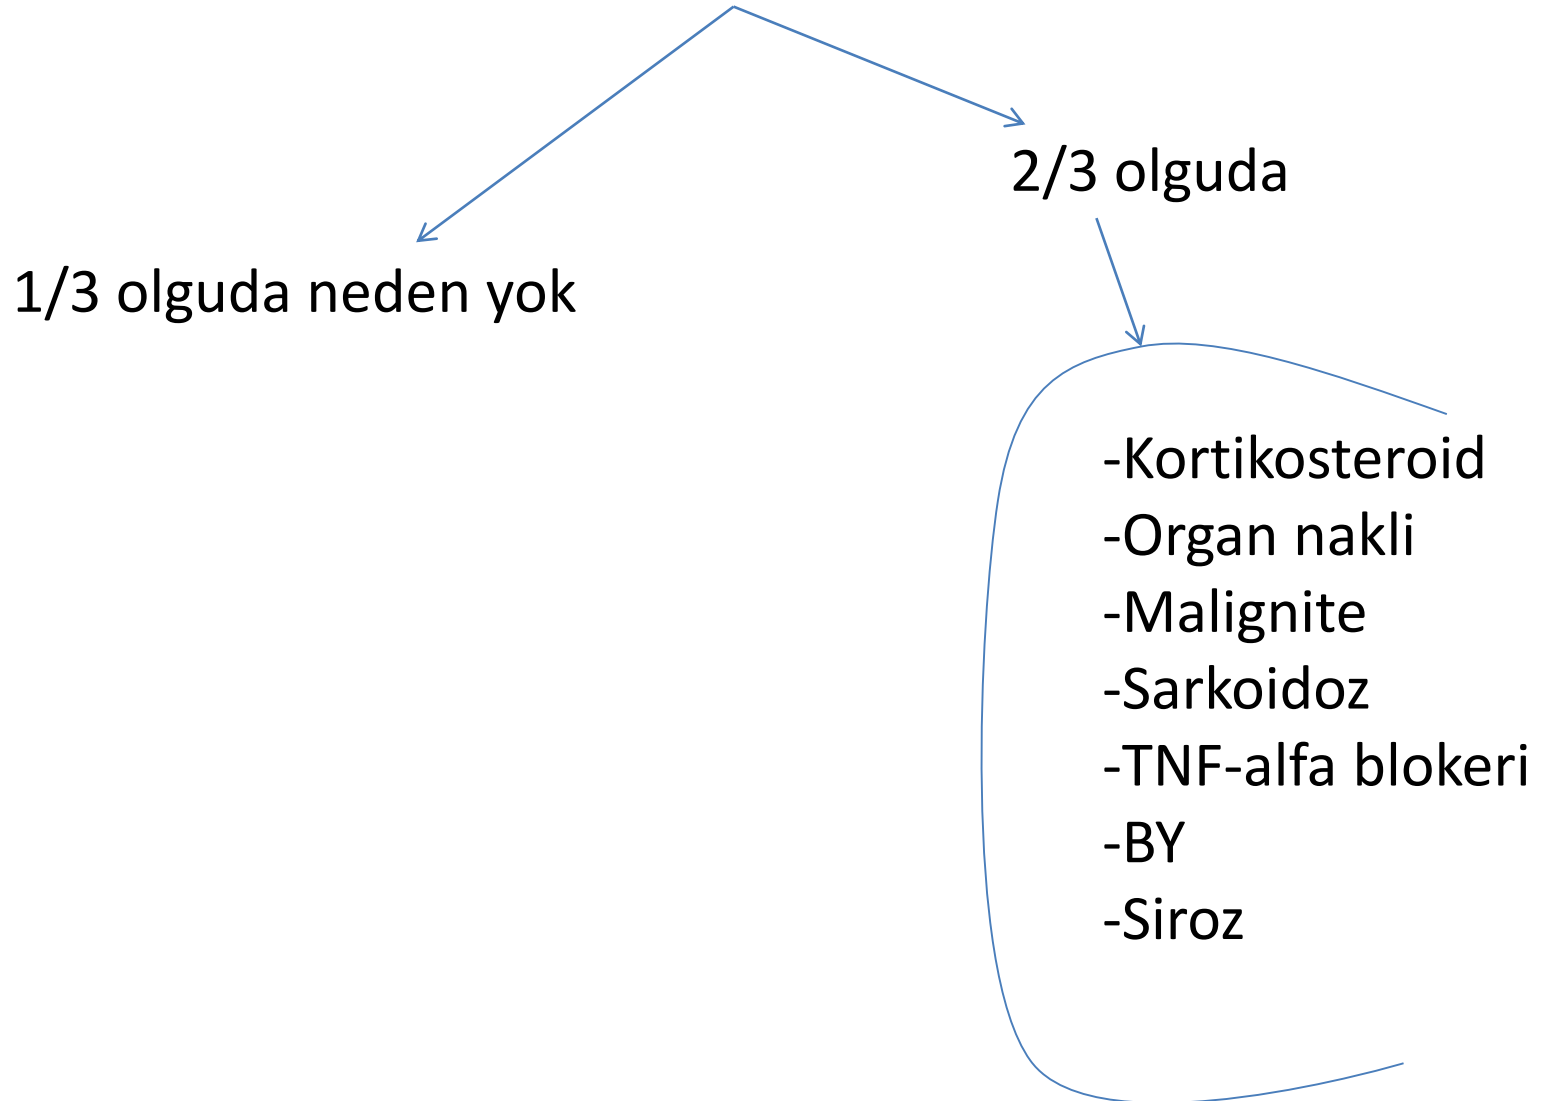 2/3 olguda
1/3 olguda neden yok
-Kortikosteroid
-Organ nakli
-Malignite
-Sarkoidoz
-TNF-alfa blokeri
-BY
-Siroz